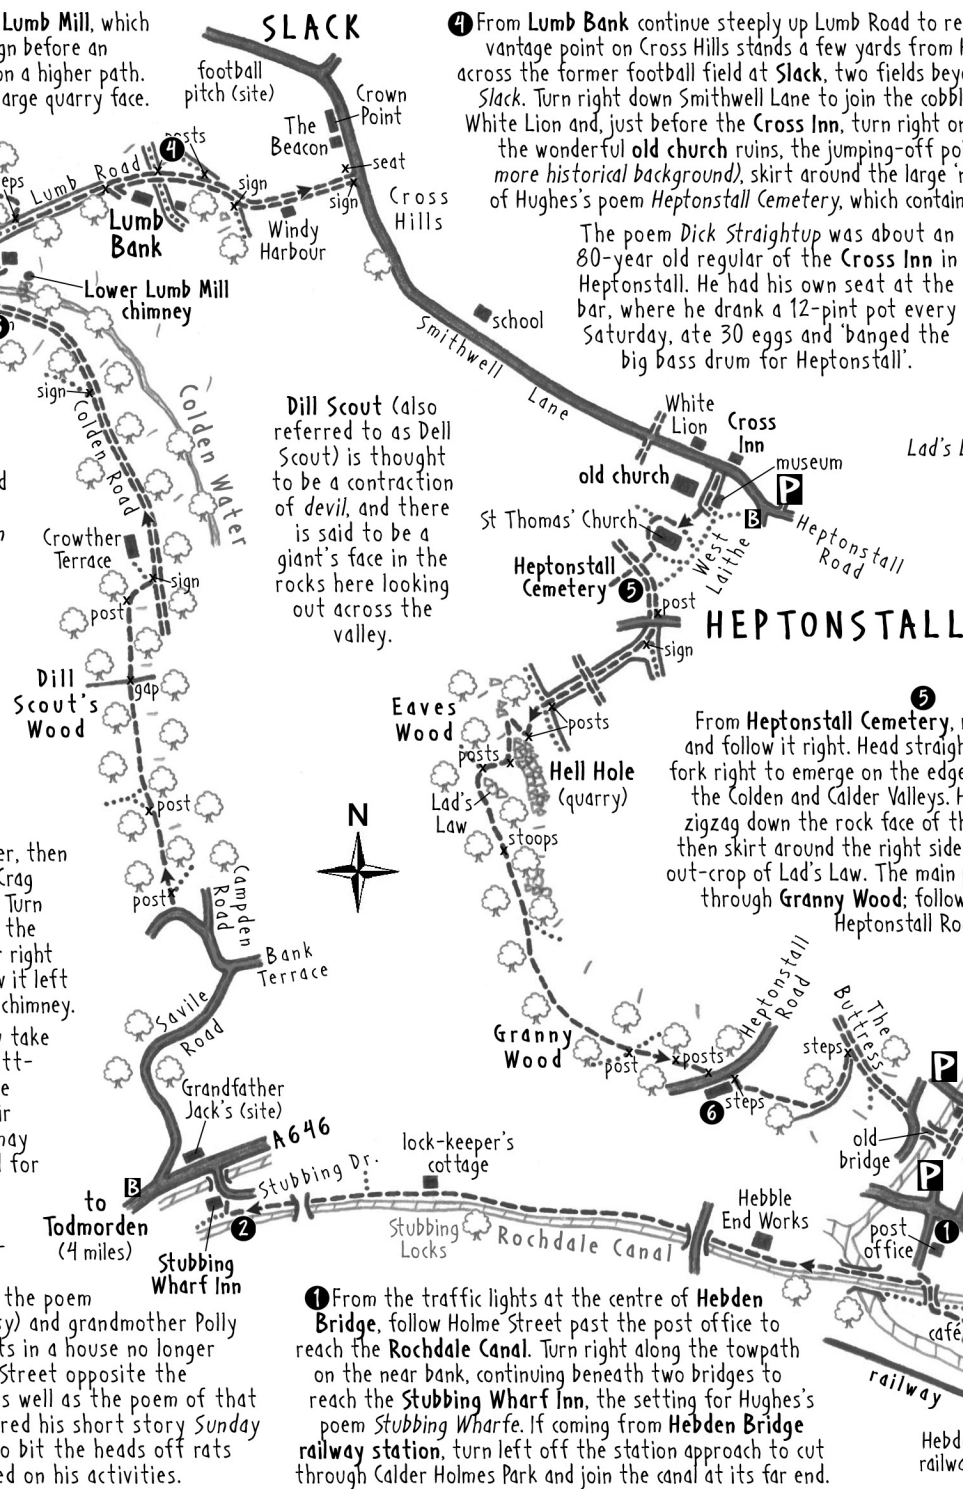 Lumb Mill, which
gn before an
on a higher path.
arge quarry face.
SLACK
football
pitch (site)
Crown
Point
The
Beacon
seat
sign
Cross
Hills
4
posts
Lumb Road
eps
sign
Lumb
Bank
Windy
Harbour
Lower Lumb Mill
chimney
4 From Lumb Bank continue steeply up Lumb Road to re
vantage point on Cross Hills stands a few yards from
across the former football field at Slack, two fields bey
Slack. Turn right down Smithwell Lane to join the cobbl
White Lion and, just before the Cross Inn, turn right on
the wonderful old church ruins, the jumping-off po
more historical background), skirt around the large
of Hughes's poem Heptonstall Cemetery, which contain
The poem Dick Straightup was about an
80-year old regular of the Cross Inn in
Heptonstall. He had his own seat at the
bar, where he drank a 12-pint pot every
Saturday, ate 30 eggs and 'banged the
big bass drum for Heptonstall'.
school
Smithwell Lane
sign
Colden Road
Colden Water
Dill Scout (also
referred to as Dell
Scout) is thought
to be a contraction
of devil, and there
is said to be a
giant's face in the
rocks here looking
out across the
valley.
White
Lion
Cross
Inn
Lad's
museum
P
old church
B
St Thomas' Church
West Laithe
Heptonstall
Road
Heptonstall
Cemetery
5
post
HEPTONSTALL
sign
Crowther
Terrace
sign
post
Dill
Scout's
Wood
gap
post
post
Eaves
Wood
posts
posts
Hell Hole
(quarry)
Lad's
Law
stoops
5
From Heptonstall Cemetery,
and follow it right. Head straigh
fork right to emerge on the edge
the Colden and Calder Valleys. H
zigzag down the rock face of th
then skirt around the right side
out-crop of Lad's Law. The main
through Granny Wood; follow
Heptonstall Ro
N
er, then
Crag
Turn
the
r right
w it left
chimney.
take
tt-
e
ir
may
for
Campden
Road
Bank
Terrace
Savile
Road
Granny
Wood
post
posts
Heptonstall
Road
6
steps
steps
The
Buttress
P
old
bridge
P
post
office
1
Grandfather
Jack's (site)
A646
B
to
Todmorden
(4 miles)
Stubbing Dr.
2
Stubbing
Wharf Inn
lock-keeper's
cottage
Stubbing
Locks
Rochdale Canal
Hebble
End Works
café
railway
the poem
y) and grandmother Polly
ts in a house no longer
Street opposite the
s well as the poem of that
red his short story Sunday
o bit the heads off rats
ed on his activities.
1 From the traffic lights at the centre of Hebden
Bridge, follow Holme Street past the post office to
reach the Rochdale Canal. Turn right along the towpath
on the near bank, continuing beneath two bridges to
reach the Stubbing Wharf Inn, the setting for Hughes's
poem Stubbing Wharfe. If coming from Hebden Bridge
railway station, turn left off the station approach to cut
through Calder Holmes Park and join the canal at its far end.
Hebd
railwa